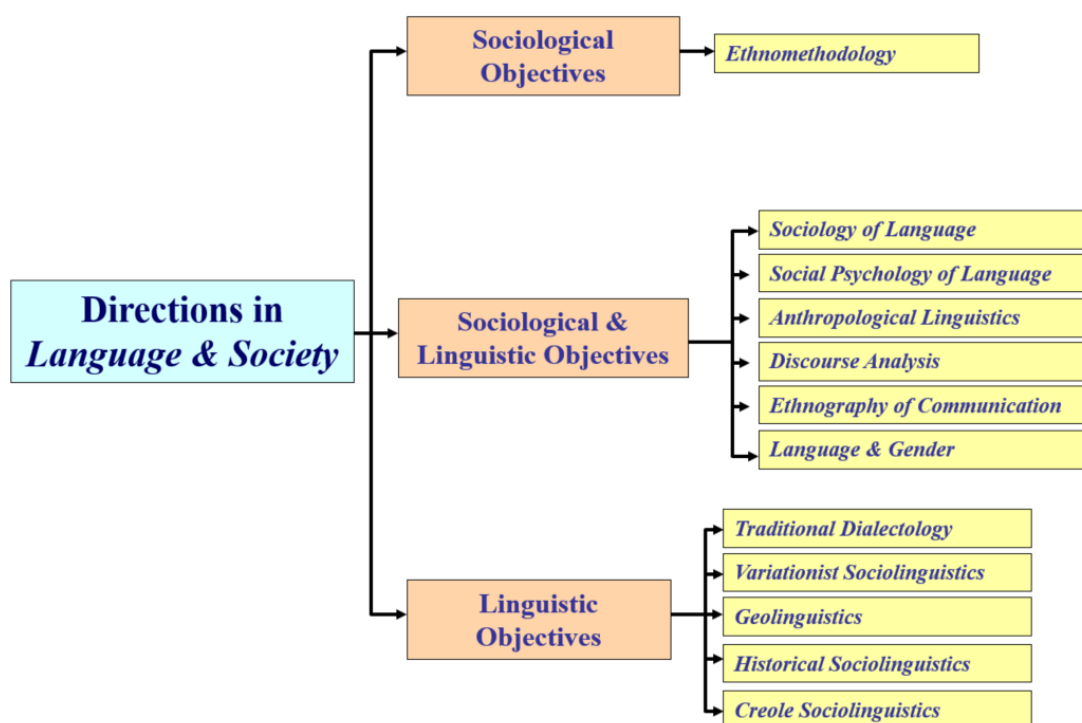 Directions in
Language & Society
Sociological
Objectives
Ethnomethodology
Sociological &
Linguistic Objectives
Sociology of Language
Social Psychology of Language
Anthropological Linguistics
Discourse Analysis
Ethnography of Communication
Language & Gender
Linguistic
Objectives
Traditional Dialectology
Variationist Sociolinguistics
Geolinguistics
Historical Sociolinguistics
Creole Sociolinguistics